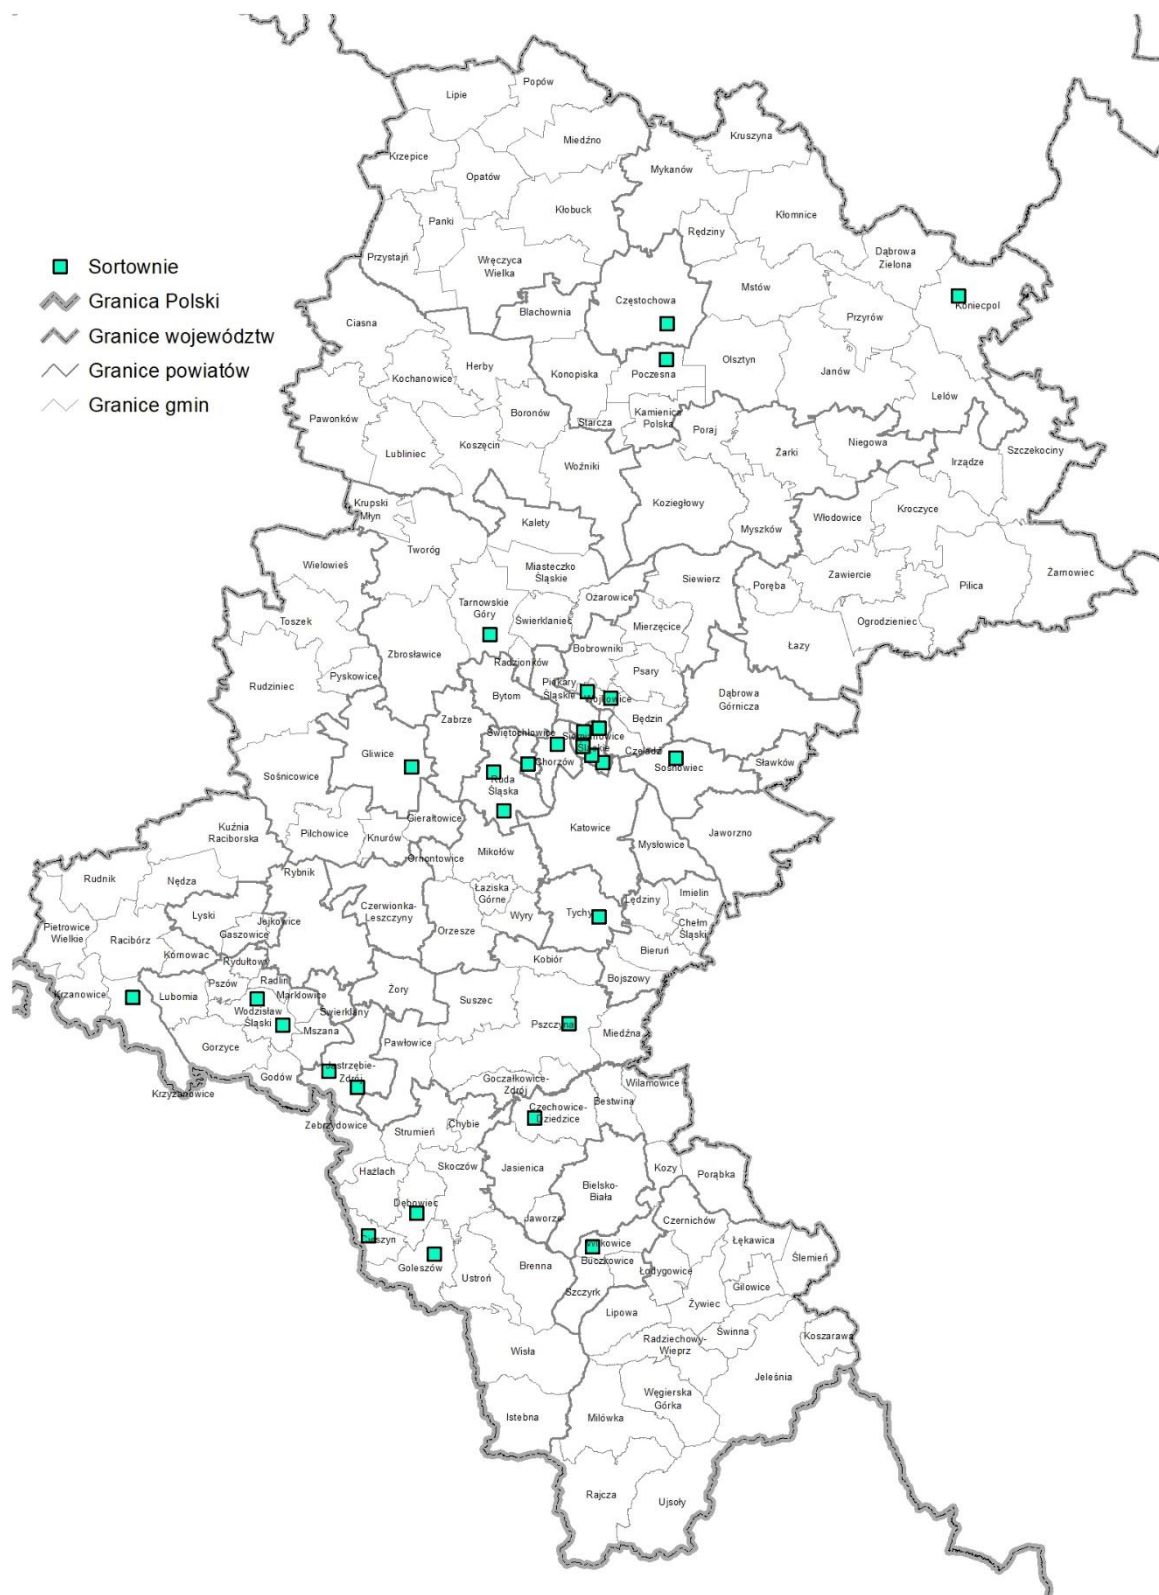 Popów
Lipie
Kruszyna
Miedźno
Krzepice
Mykanów
Opatów
Kłobuck
Kłomnice
Panki
Rędziny
Dąbrowa
Zielona
Przystajń
Wręczyca
Wielka
Sortownie
Granica Polski
Granice województw
Granice powiatów
Granice gmin
Mstów
Częstochowa
Koniecpol
Blachownia
Przyrów
Ciasna
Olsztyn
Herby
Konopiska
Poczesna
Janów
Kochanowice
Lelów
Boronów
Kamienica
Polska
Pawonków
Starcza
Poraj
Niegowa
Koszęcin
Żarki
Szczekociny
Lubliniec
Irządze
Woźniki
Krupski
Młyn
Koziegłowy
Kroczyce
Kalety
Włodowice
Myszków
Tworóg
Wielowieś
Miasteczko
Śląskie
Siewierz
Poręba
Zawiercie
Żarnowiec
Pilica
Ożarowice
Tarnowskie
Góry
Świerklaniec
Toszek
Mierzęcice
Ogrodzieniec
Bobrowniki
Łazy
Zbrosławice
Radzionków
Pyskowice
Psary
Piekary
Śląskie
Rudziniec
Bytom
Wojkowice
Dąbrowa
Górnicza
Zabrze
Będzin
Świętochłowice
Siemianowice
Śląskie
Gliwice
Chorzów
Czeladź
Sosnowiec
Sławków
Sośnicowice
Ruda
Śląska
Gierałtowice
Kuźnia
Raciborska
Pilchowice
Knurów
Katowice
Jaworzno
Mysłowice
Ornontowice
Mikołów
Rybnik
Rudnik
Nędza
Łaziska
Górne
Lędziny
Imielin
Czerwionka-
Leszczyny
Lyski
Wyry
Tychy
Chełm
Śląski
Jejkowice
Pietrowice
Wielkie
Gaszowice
Orzesze
Racibórz
Kornowac
Bieruń
Rydułtowy
Kobiór
Bojszowy
Pszów
Radlin
Żory
Krzanowice
Lubomia
Marklowice
Suszec
Wodzisław
Śląski
Świerklany
Pszczyna
Mszana
Miedźna
Gorzyce
Pawłowice
Jastrzębie-
Zdrój
Godów
Goczałkowice-
Zdrój
Wilamowice
Krzyżanowice
Bestwina
Czechowice-
Dziedzice
Zebrzydowice
Strumień
Chybie
Hażlach
Skoczów
Jasienica
Kozy
Porąbka
Bielsko-
Biała
Dębowiec
Jaworze
Czernichów
Cieszyn
Łękawica
Wilkowice
Ślemień
Buczkowice
Goleszów
Brenna
Łodygowice
Ustroń
Gilowice
Szczyrk
Żywiec
Lipowa
Świnna
Radziechowy-
Wieprz
Koszarawa
Wisła
Jeleśnia
Węgierska
Górka
Istebna
Milówka
Rajcza
Ujsoły